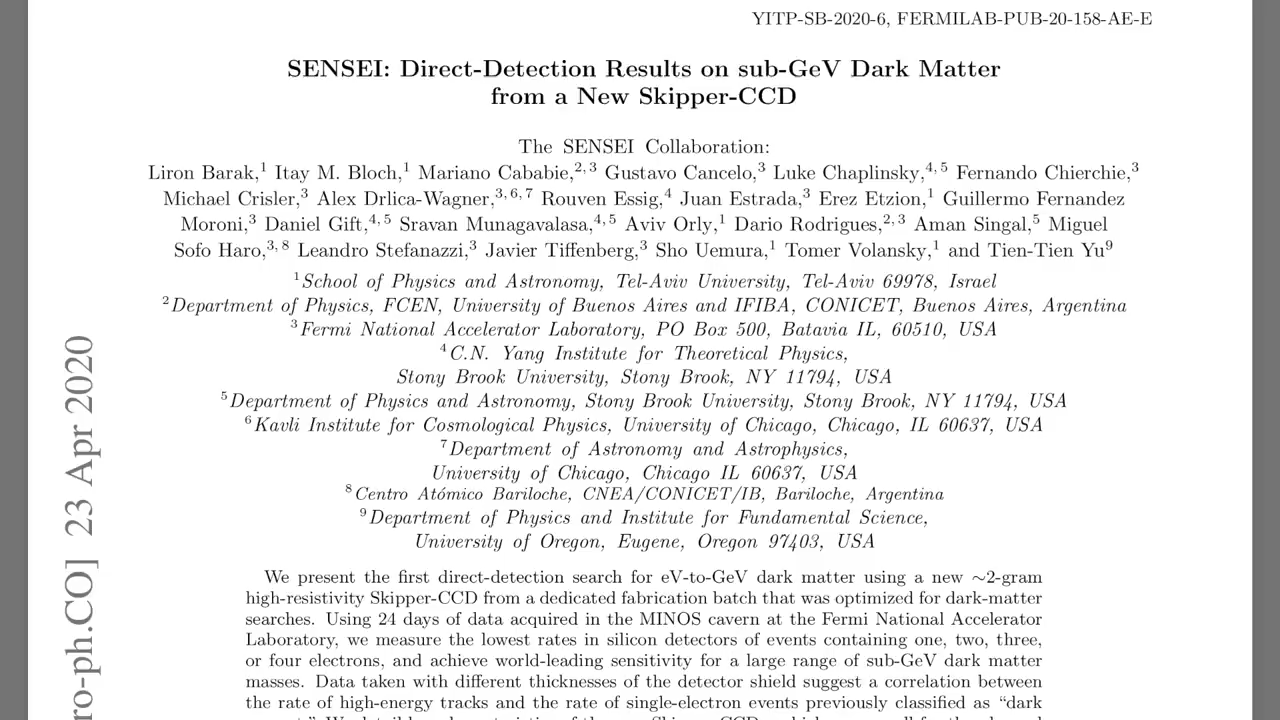 YITP-SB-2020-6, FERMILAB-PUB-20-158-AE-E
SENSEI: Direct-Detection Results on sub-GeV Dark Matter
from a New Skipper-CCD
The SENSEI Collaboration:
Liron Barak,1 Itay M. Bloch,1 Mariano Cababie,2, 3 Gustavo Cancelo,3 Luke Chaplinsky,4, 5 Fernando Chierchie,3
Michael Crisler,3 Alex Drlica-Wagner,3, 6, 7 Rouven Essig,4 Juan Estrada,3 Erez Etzion,1 Guillermo Fernandez
Moroni,3 Daniel Gift,4, 5 Sravan Munagavalasa,4, 5 Aviv Orly,1 Dario Rodrigues,2, 3 Aman Singal,5 Miguel
Sofo Haro,3, 8 Leandro Stefanazzi,3 Javier Tiffenberg,3 Sho Uemura,1 Tomer Volansky,1 and Tien-Tien Yu9
1School of Physics and Astronomy, Tel-Aviv University, Tel-Aviv 69978, Israel
2Department of Physics, FCEN, University of Buenos Aires and IFIBA, CONICET, Buenos Aires, Argentina
3Fermi National Accelerator Laboratory, PO Box 500, Batavia IL, 60510, USA
4C.N. Yang Institute for Theoretical Physics,
Stony Brook University, Stony Brook, NY 11794, USA
5Department of Physics and Astronomy, Stony Brook University, Stony Brook, NY 11794, USA
6Kavli Institute for Cosmological Physics, University of Chicago, Chicago, IL 60637, USA
7Department of Astronomy and Astrophysics,
University of Chicago, Chicago IL 60637, USA
8Centro Atómico Bariloche, CNEA/CONICET/IB, Bariloche, Argentina
9Department of Physics and Institute for Fundamental Science,
University of Oregon, Eugene, Oregon 97403, USA
We present the first direct-detection search for eV-to-GeV dark matter using a new ∼2-gram
high-resistivity Skipper-CCD from a dedicated fabrication batch that was optimized for dark-matter
searches. Using 24 days of data acquired in the MINOS cavern at the Fermi National Accelerator
Laboratory, we measure the lowest rates in silicon detectors of events containing one, two, three,
or four electrons, and achieve world-leading sensitivity for a large range of sub-GeV dark matter
masses. Data taken with different thicknesses of the detector shield suggest a correlation between
the rate of high-energy tracks and the rate of single-electron events previously classified as “dark
ro-ph.CO] 23 Apr 2020